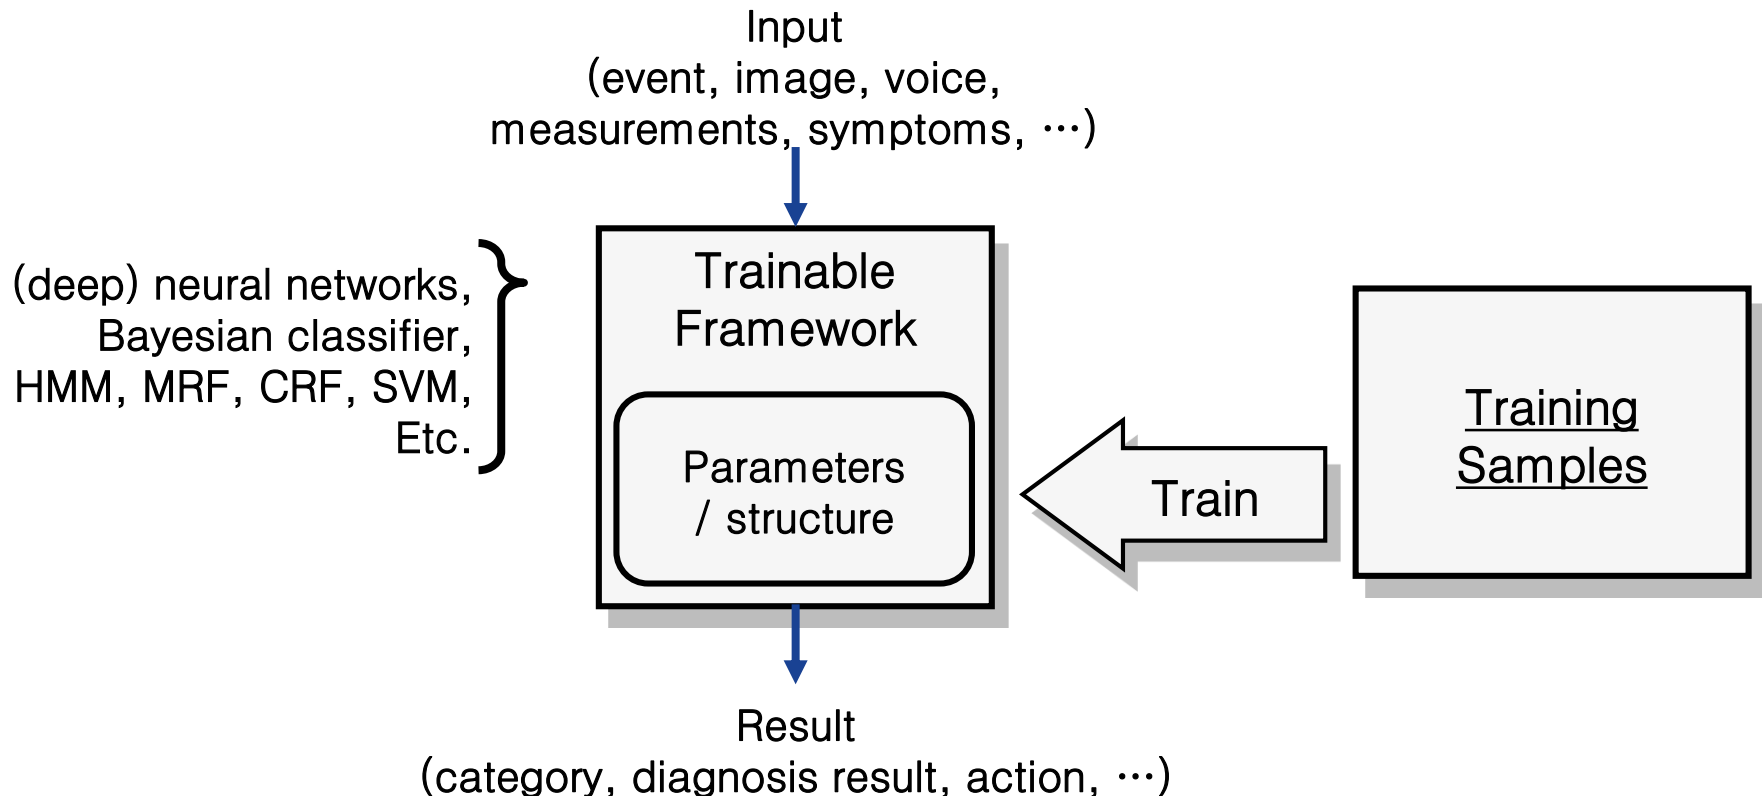 Input
(event, image, voice,
measurements, symptoms, ⋯)
(deep) neural networks,
Bayesian classifier,
HMM, MRF, CRF, SVM,
Etc.
Trainable
Framework
Parameters
/ structure
Train
Training
Samples
Result
(category, diagnosis result, action, ⋯)